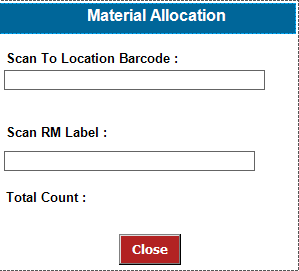 Material Allocation
Scan To Location Barcode :
Scan RM Label :
Total Count :
Close